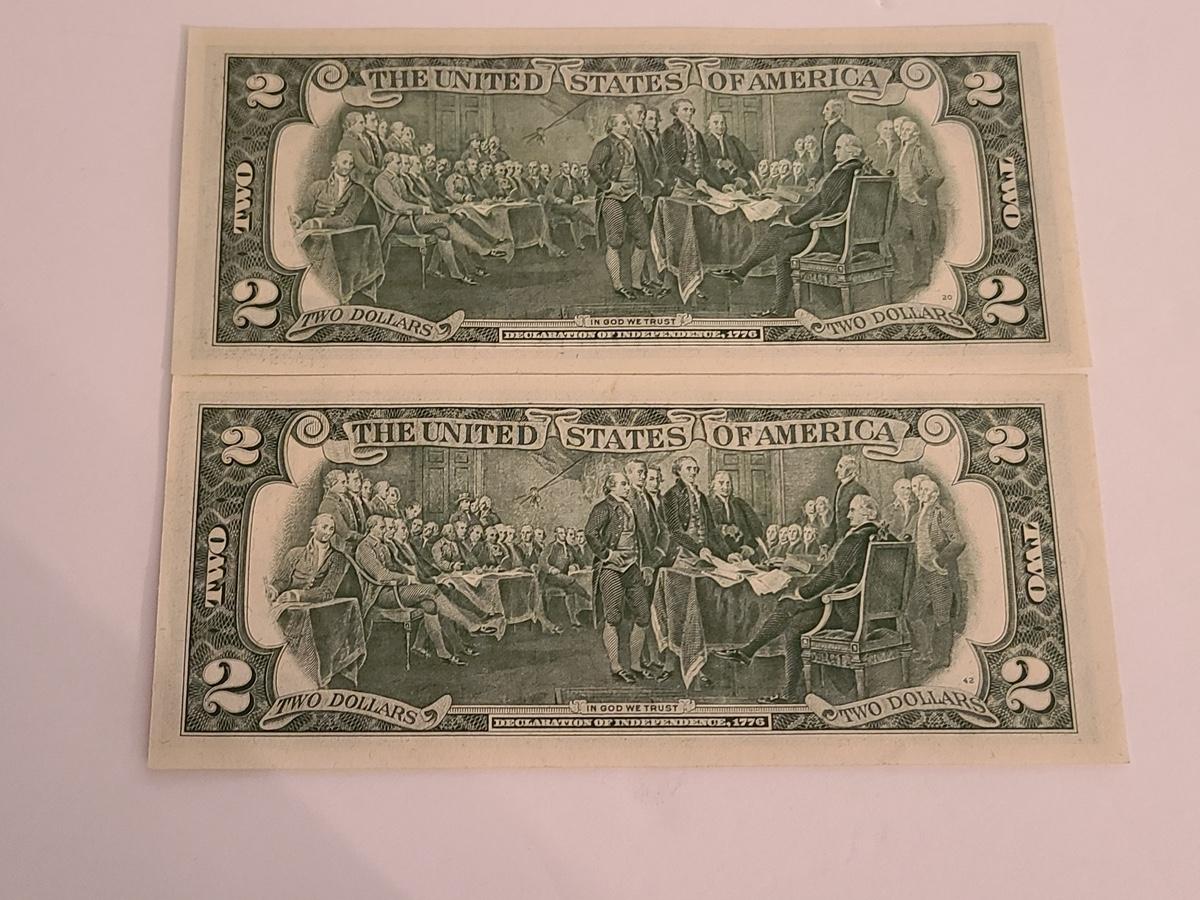 2 THE UNITED STATES OF AMERICA 2
TWO TWO
20
2 TWO DOLLARS IN GOD WE TRUST TWO DOLLARS 2
DECLARATION OF INDEPENDENCE, 1776
2 THE UNITED STATES OF AMERICA 2
TWO TWO
42
2 TWO DOLLARS IN GOD WE TRUST TWO DOLLARS 2
DECLARATION OF INDEPENDENCE, 1776